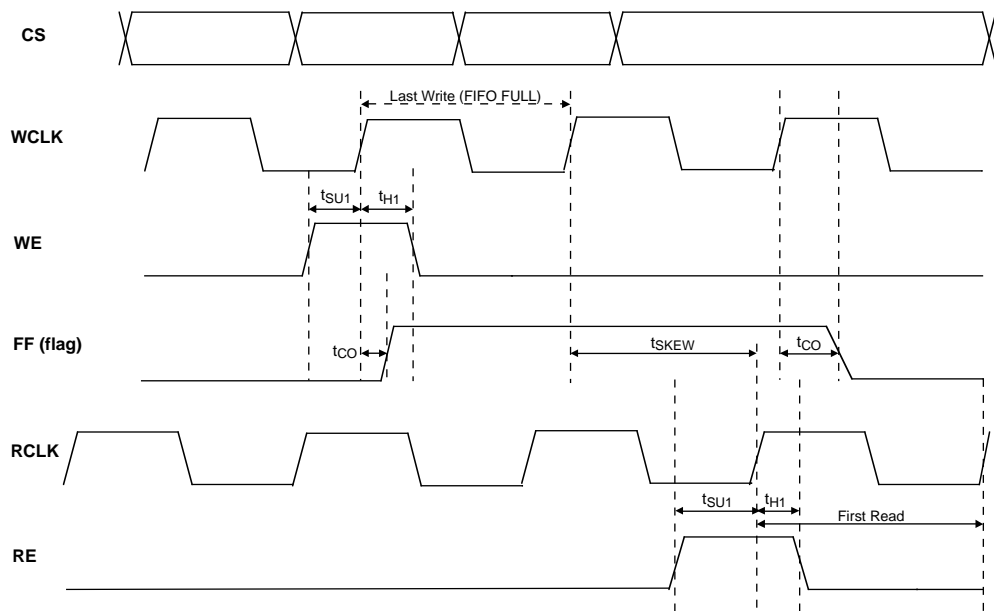 CS
Last Write (FIFO FULL)
WCLK
tSU1 tH1
WE
FF (flag)
tCO tSKEW tCO
RCLK
tSU1 tH1
First Read
RE